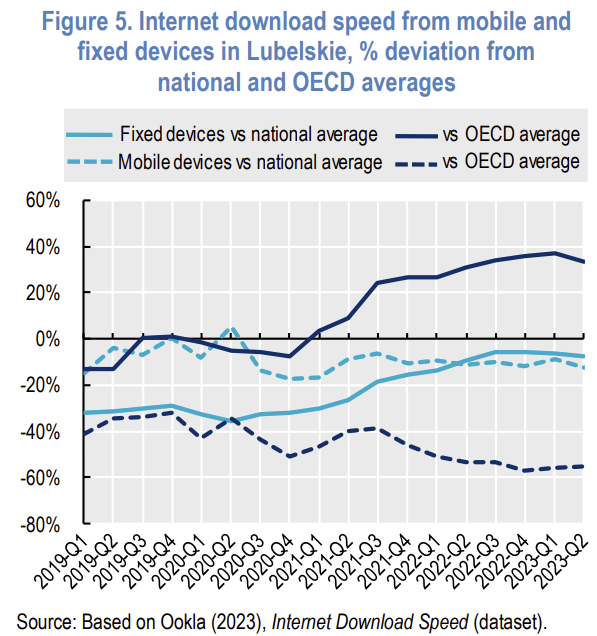 Figure 5. Internet download speed from mobile and
fixed devices in Lubelskie, % deviation from
national and OECD averages
Fixed devices vs national average
vs OECD average
Mobile devices vs national average
vs OECD average
60%
40%
20%
0%
-20%
-40%
-60%
-80%
2019-Q1
2019-Q2
2019-Q3
2019-Q4
2020-Q1
2020-Q2
2020-Q3
2020-Q4
2021-Q1
2021-Q2
2021-Q3
2021-Q4
2022-Q1
2022-Q2
2022-Q3
2022-Q4
2023-Q1
2023-Q2
Source: Based on Ookla (2023), Internet Download Speed (dataset).